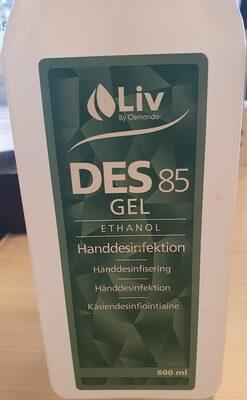 Liv
By Clemondo
DES 85
GEL
ETHANOL
Handdesinfektion
Hånddesinfisering
Hånddesinfektion
Käsiendesinfiointiaine
600 ml